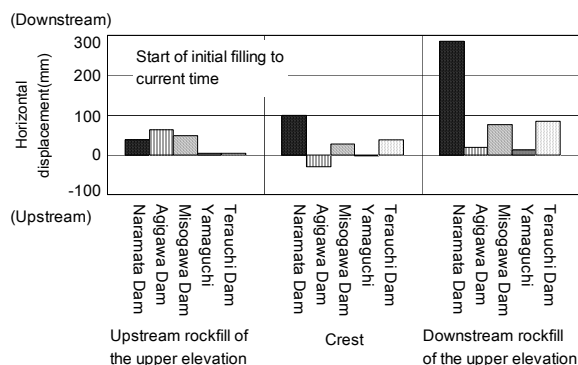 (Downstream)
300
200
100
0
-100
Horizontal
displacement(mm)
Start of initial filling to
current time
(Upstream)
Naramata Dam
Agigawa Dam
Misogawa Dam
Yamaguchi
Terauchi Dam
Naramata Dam
Agigawa Dam
Misogawa Dam
Yamaguchi
Terauchi Dam
Naramata Dam
Agigawa Dam
Misogawa Dam
Yamaguchi
Terauchi Dam
Upstream rockfill of
the upper elevation
Crest
Downstream rockfill
of the upper elevation